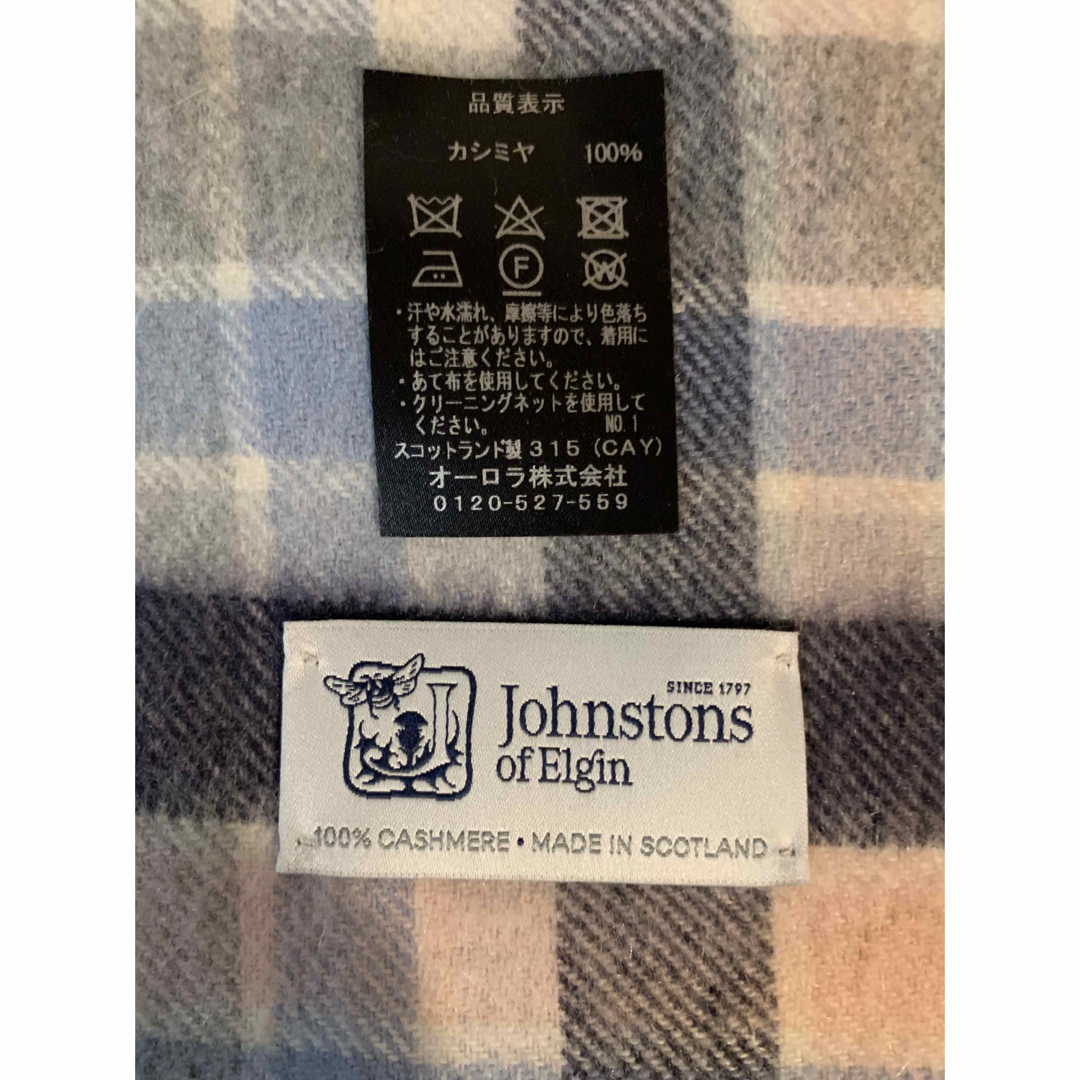 品質表示
カシミヤ 100%
F
W
・汗や水濡れ、摩擦等により色落ち
することがありますので、着用に
はご注意ください。
・あて布を使用してください。
・クリーニングネットを使用して
ください。 NO.1
スコットランド製 315 (CAY)
オーロラ株式会社
0120-527-559
SINCE 1797
Johnstons
of Elgin
100% CASHMERE • MADE IN SCOTLAND